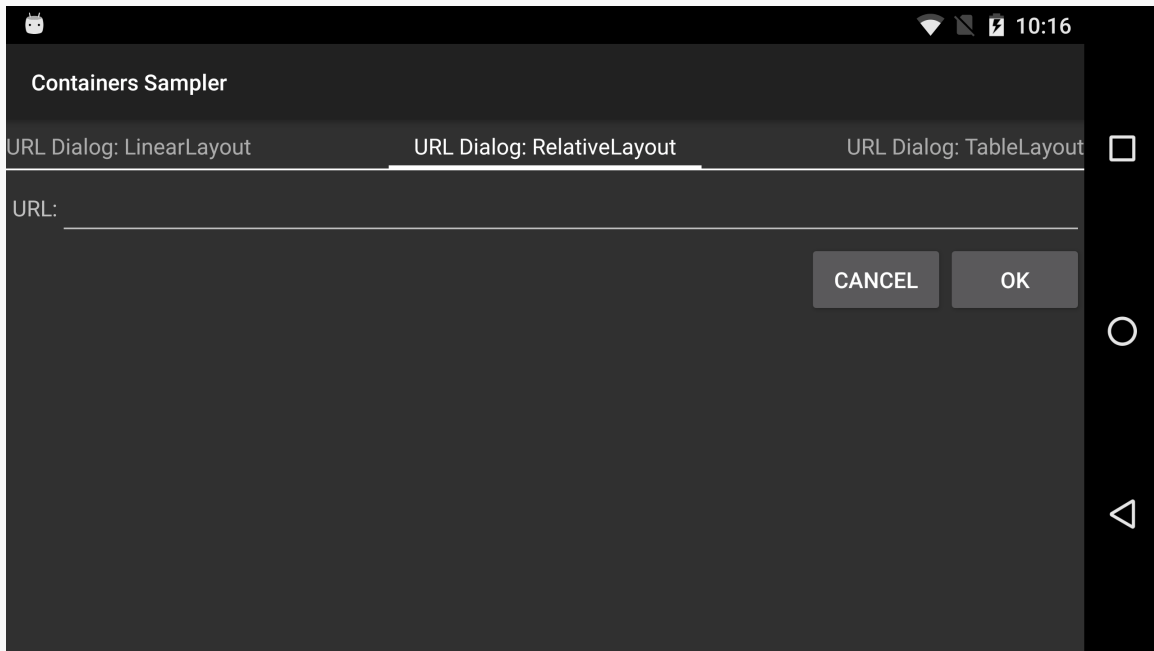 10:16
Containers Sampler
URL Dialog: LinearLayout URL Dialog: RelativeLayout URL Dialog: TableLayout
URL:
CANCEL OK